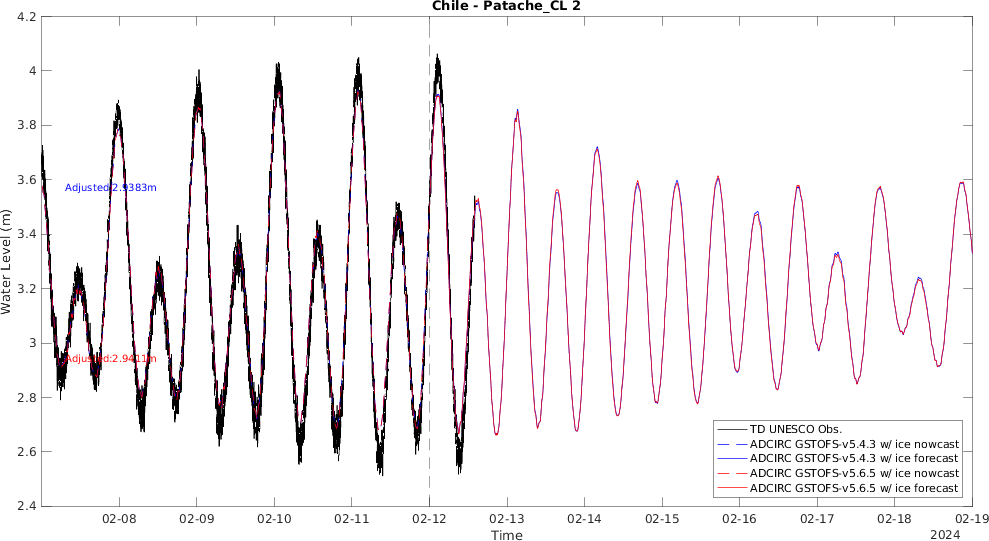 Chile - Patache_CL 2
4.2
4
3.8
3.6
3.4
3.2
3
2.8
2.6
2.4
Water Level (m)
Adjusted:2.9383m
Adjusted:2.9411m
TD UNESCO Obs.
ADCIRC GSTOFS-v5.4.3 w/ ice nowcast
ADCIRC GSTOFS-v5.4.3 w/ ice forecast
ADCIRC GSTOFS-v5.6.5 w/ ice nowcast
ADCIRC GSTOFS-v5.6.5 w/ ice forecast
02-08 02-09 02-10 02-11 02-12 02-13 02-14 02-15 02-16 02-17 02-18 02-19
Time
2024